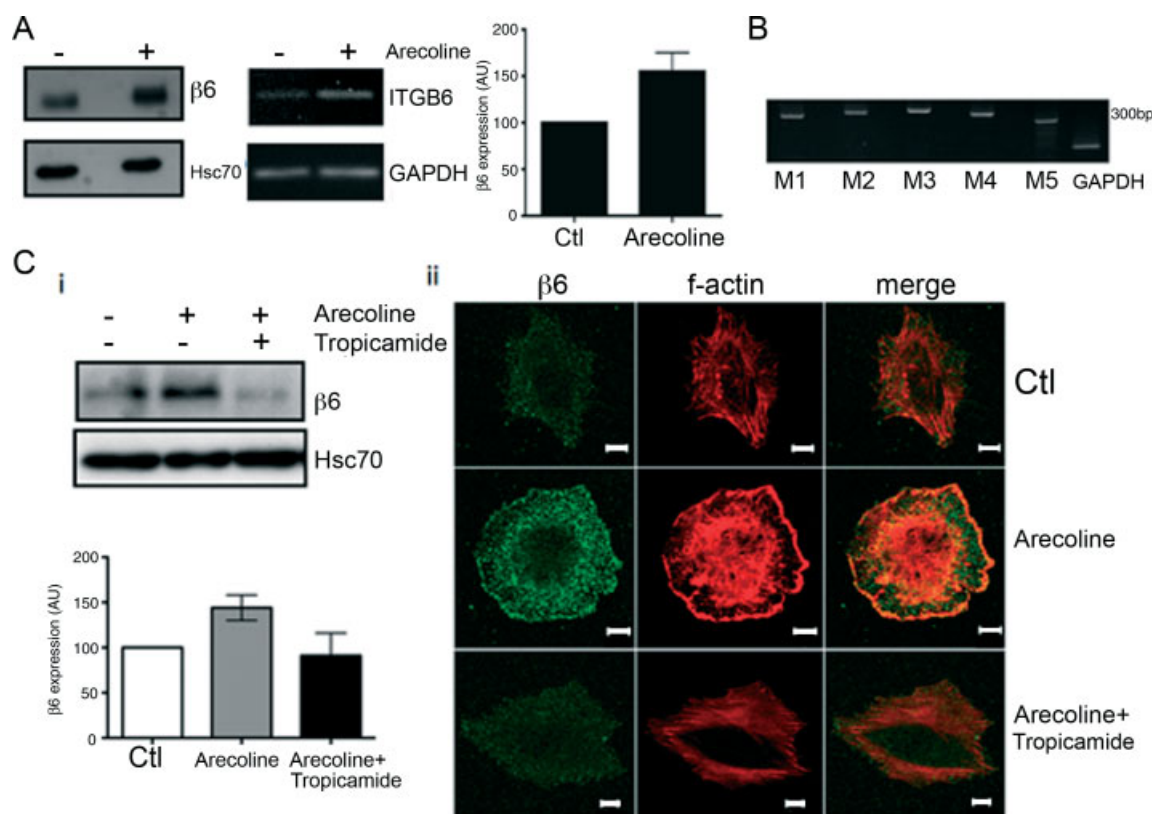 A
- + Arecoline
β6
Hsc70
- +
ITGB6
GAPDH
β6 expression (AU)
200
150
100
50
0
Ctl Arecoline
B
300bp
M1 M2 M3 M4 M5 GAPDH
C
i
- + + Arecoline
- - + Tropicamide
β6
Hsc70
β6 expression (AU)
200
150
100
50
0
Ctl Arecoline Arecoline+
Tropicamide
ii
β6 f-actin merge
Ctl
Arecoline
Arecoline+
Tropicamide